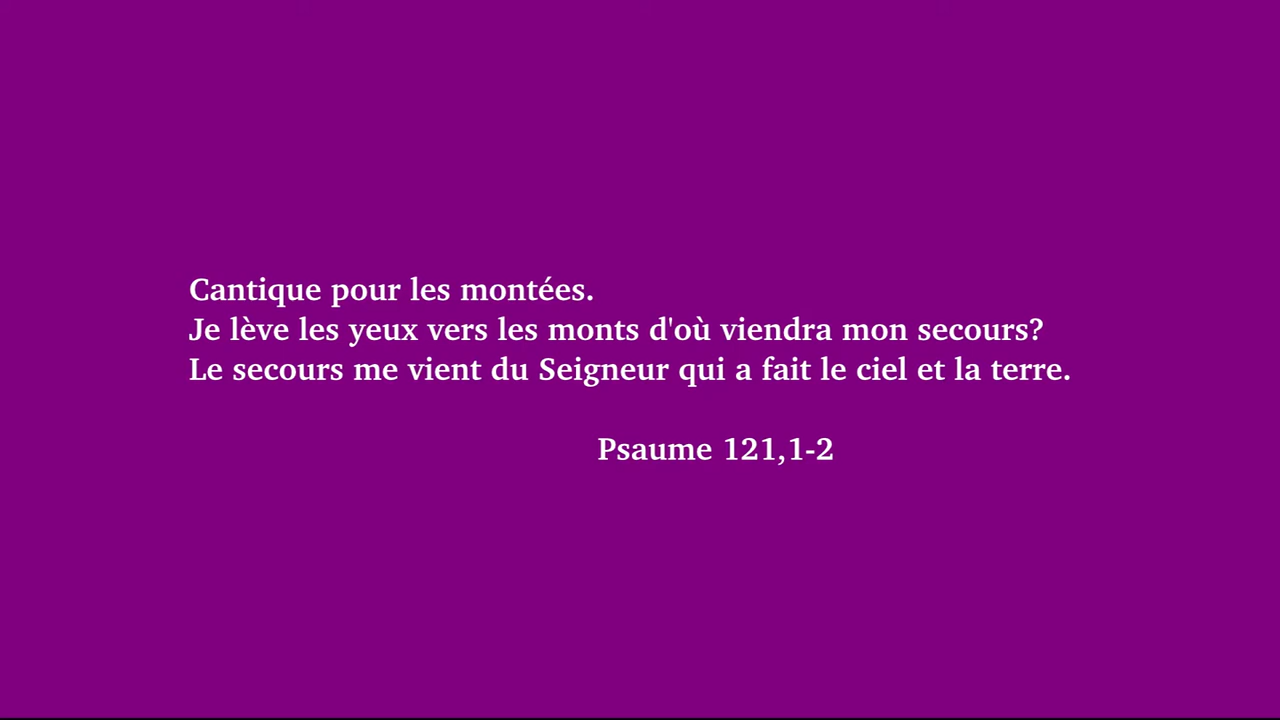 Cantique pour les montées.
Je lève les yeux vers les monts d'où viendra mon secours?
Le secours me vient du Seigneur qui a fait le ciel et la terre.
Psaume 121,1-2